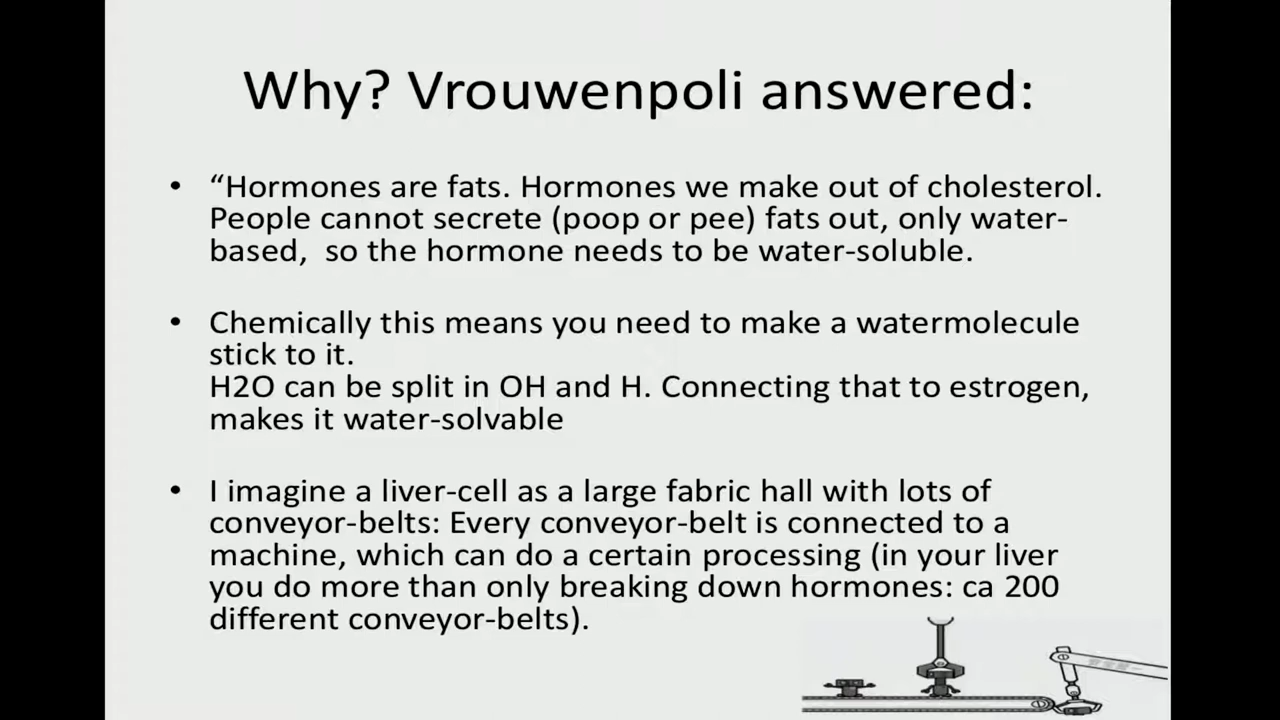 Why? Vrouwenpoli answered:
• “Hormones are fats. Hormones we make out of cholesterol.
People cannot secrete (poop or pee) fats out, only water-
based,  so the hormone needs to be water-soluble.
• Chemically this means you need to make a watermolecule
stick to it.
H2O can be split in OH and H. Connecting that to estrogen,
makes it water-solvable
• I imagine a liver-cell as a large fabric hall with lots of
conveyor-belts: Every conveyor-belt is connected to a
machine, which can do a certain processing (in your liver
you do more than only breaking down hormones: ca 200
different conveyor-belts).